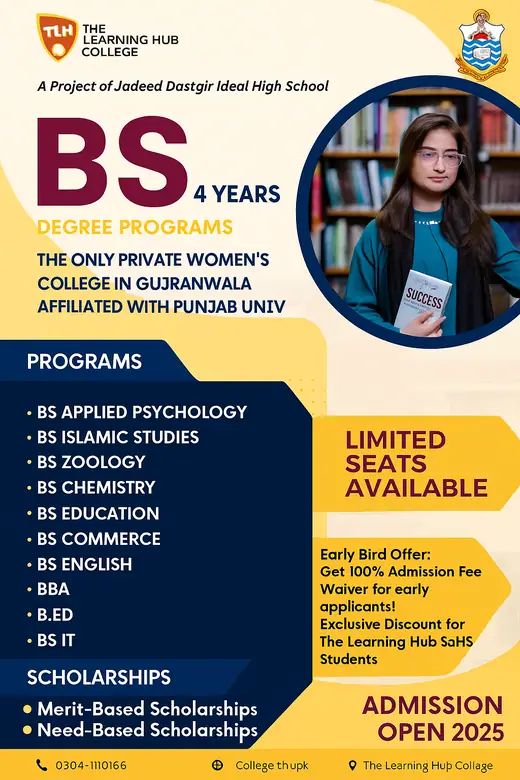 TLH
THE
LEARNING HUB
COLLEGE
A Project of Jadeed Dastgir Ideal High School
BS
4 YEARS
DEGREE PROGRAMS
THE ONLY PRIVATE WOMEN'S
COLLEGE IN GUJRANWALA
AFFILIATED WITH PUNJAB UNIV
SUCCESS
PROGRAMS
• BS APPLIED PSYCHOLOGY
• BS ISLAMIC STUDIES
• BS ZOOLOGY
• BS CHEMISTRY
• BS EDUCATION
• BS COMMERCE
• BS ENGLISH
• BBA
• B.ED
• BS IT
LIMITED
SEATS
AVAILABLE
Early Bird Offer:
Get 100% Admission Fee
Waiver for early
applicants!
Exclusive Discount for
The Learning Hub SaHS
Students
SCHOLARSHIPS
• Merit-Based Scholarships
• Need-Based Scholarships
ADMISSION
OPEN 2025
0304-1110166
College thupk
The Learning Hub Collage